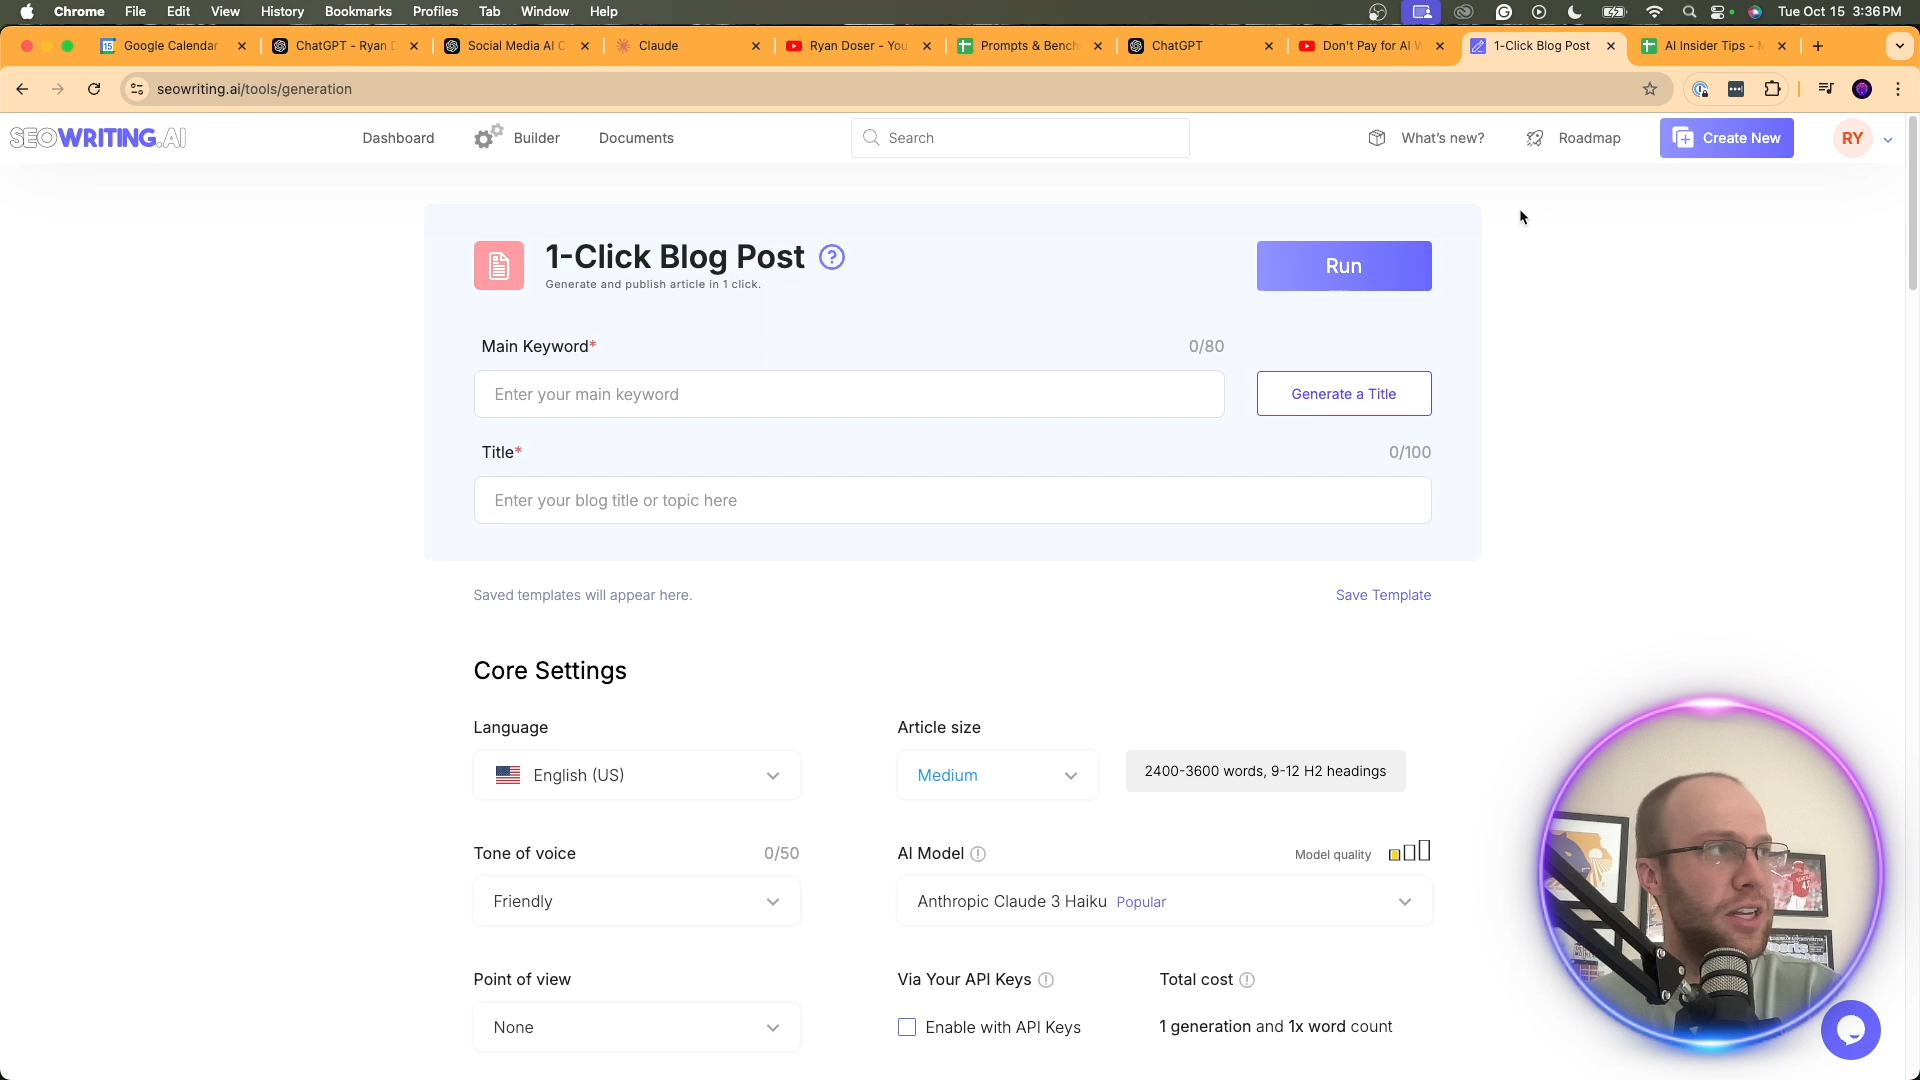 Chrome File Edit View History Bookmarks Profiles Tab Window Help Tue Oct 15 3:36 PM
Google Calendar ChatGPT - Ryan D Social Media AI C Claude Ryan Doser - You Prompts & Bench ChatGPT Don't Pay for AI W 1-Click Blog Post AI Insider Tips - M
seowriting.ai/tools/generation
SEOWRITING.AI Dashboard Builder Documents Search What's new? Roadmap Create New RY
1-Click Blog Post ?
Generate and publish article in 1 click.
Run
Main Keyword* 0/80
Enter your main keyword
Generate a Title
Title* 0/100
Enter your blog title or topic here
Saved templates will appear here. Save Template
Core Settings
Language Article size
English (US) Medium 2400-3600 words, 9-12 H2 headings
Tone of voice 0/50 AI Model Model quality
Friendly Anthropic Claude 3 Haiku Popular
Point of view Via Your API Keys Total cost
None Enable with API Keys 1 generation and 1x word count